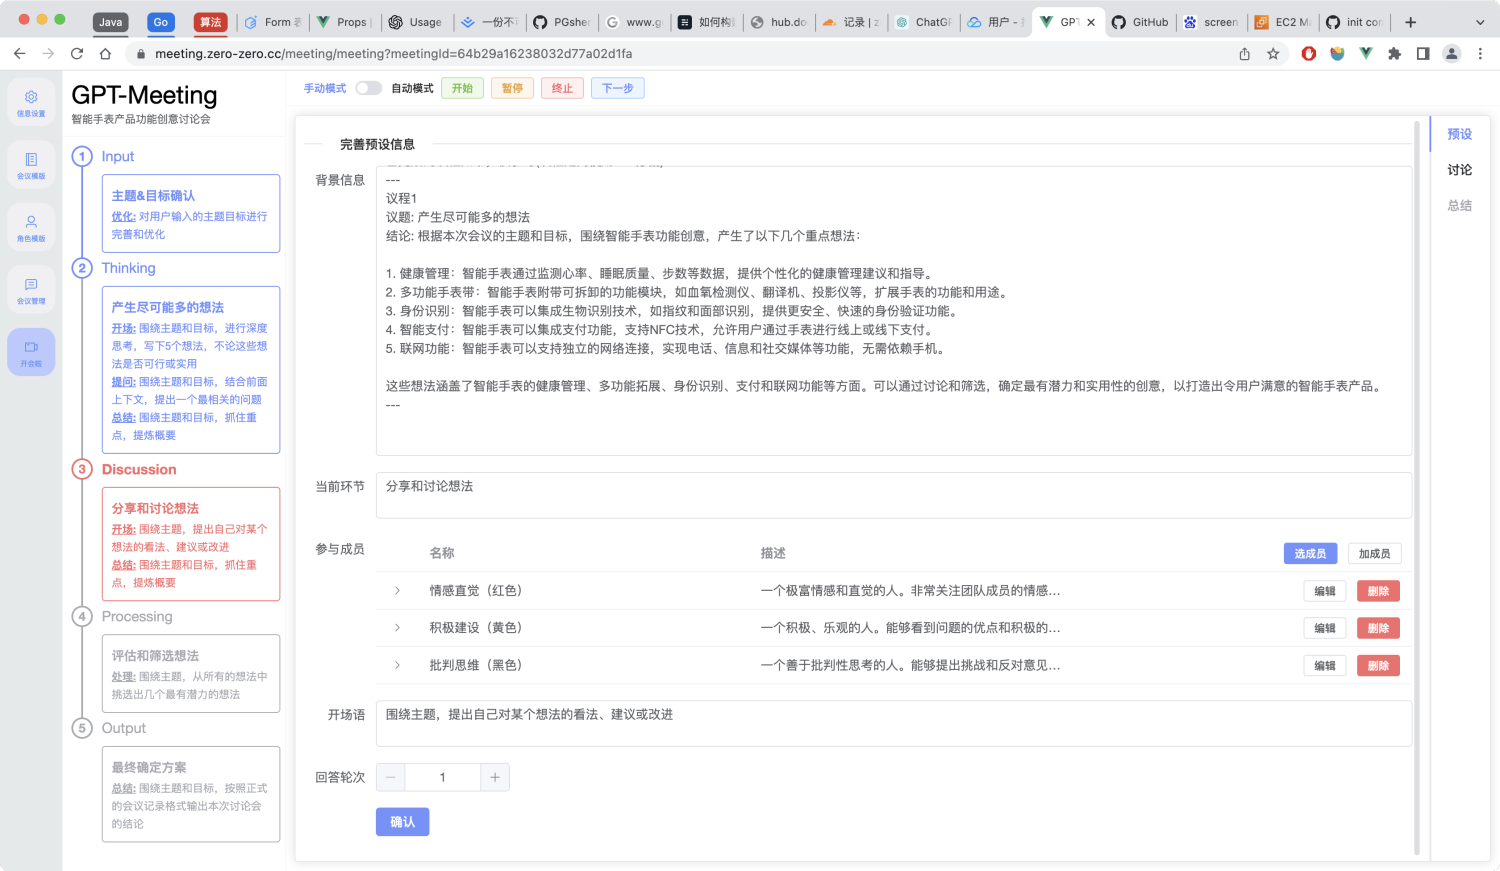 Java
Go
算法
Form 表
Props
Usage
一份不
PGsher
www.g
如何构
hub.do
记录 | z
ChatGP
用户 -
GPT
GitHub
screen
EC2 Ma
init con
meeting.zero-zero.cc/meeting/meeting?meetingId=64b29a16238032d77a02d1fa
信息设置
会议模版
角色模版
会议管理
开会啦
GPT-Meeting
智能手表产品功能创意讨论会
1 Input
主题&目标确认
优化: 对用户输入的主题目标进行
完善和优化
2 Thinking
产生尽可能多的想法
开场: 围绕主题和目标，进行深度
思考，写下5个想法，不论这些想
法是否可行或实用
提问: 围绕主题和目标，结合前面
上下文，提出一个最相关的问题
总结: 围绕主题和目标，抓住重
点，提炼概要
3 Discussion
分享和讨论想法
开场: 围绕主题，提出自己对某个
想法的看法、建议或改进
总结: 围绕主题和目标，抓住重
点，提炼概要
4 Processing
评估和筛选想法
处理: 围绕主题，从所有的想法中
挑选出几个最有潜力的想法
5 Output
最终确定方案
总结: 围绕主题和目标，按照正式
的会议记录格式输出本次讨论会
的结论
手动模式 自动模式 开始 暂停 终止 下一步
完善预设信息
背景信息
---
议程1
议题: 产生尽可能多的想法
结论: 根据本次会议的主题和目标，围绕智能手表功能创意，产生了以下几个重点想法：
1. 健康管理：智能手表通过监测心率、睡眠质量、步数等数据，提供个性化的健康管理建议和指导。
2. 多功能手表带：智能手表附带可拆卸的功能模块，如血氧检测仪、翻译机、投影仪等，扩展手表的功能和用途。
3. 身份识别：智能手表可以集成生物识别技术，如指纹和面部识别，提供更安全、快速的身份验证功能。
4. 智能支付：智能手表可以集成支付功能，支持NFC技术，允许用户通过手表进行线上或线下支付。
5. 联网功能：智能手表可以支持独立的网络连接，实现电话、信息和社交媒体等功能，无需依赖手机。
这些想法涵盖了智能手表的健康管理、多功能拓展、身份识别、支付和联网功能等方面。可以通过讨论和筛选，确定最有潜力和实用性的创意，以打造出令用户满意的智能手表产品。
---
当前环节 分享和讨论想法
参与成员 名称 描述 选成员 加成员
情感直觉（红色） 一个极富情感和直觉的人。非常关注团队成员的情感... 编辑 删除
积极建设（黄色） 一个积极、乐观的人。能够看到问题的优点和积极的... 编辑 删除
批判思维（黑色） 一个善于批判性思考的人。能够提出挑战和反对意见... 编辑 删除
开场语 围绕主题，提出自己对某个想法的看法、建议或改进
回答轮次 1
确认
预设
讨论
总结